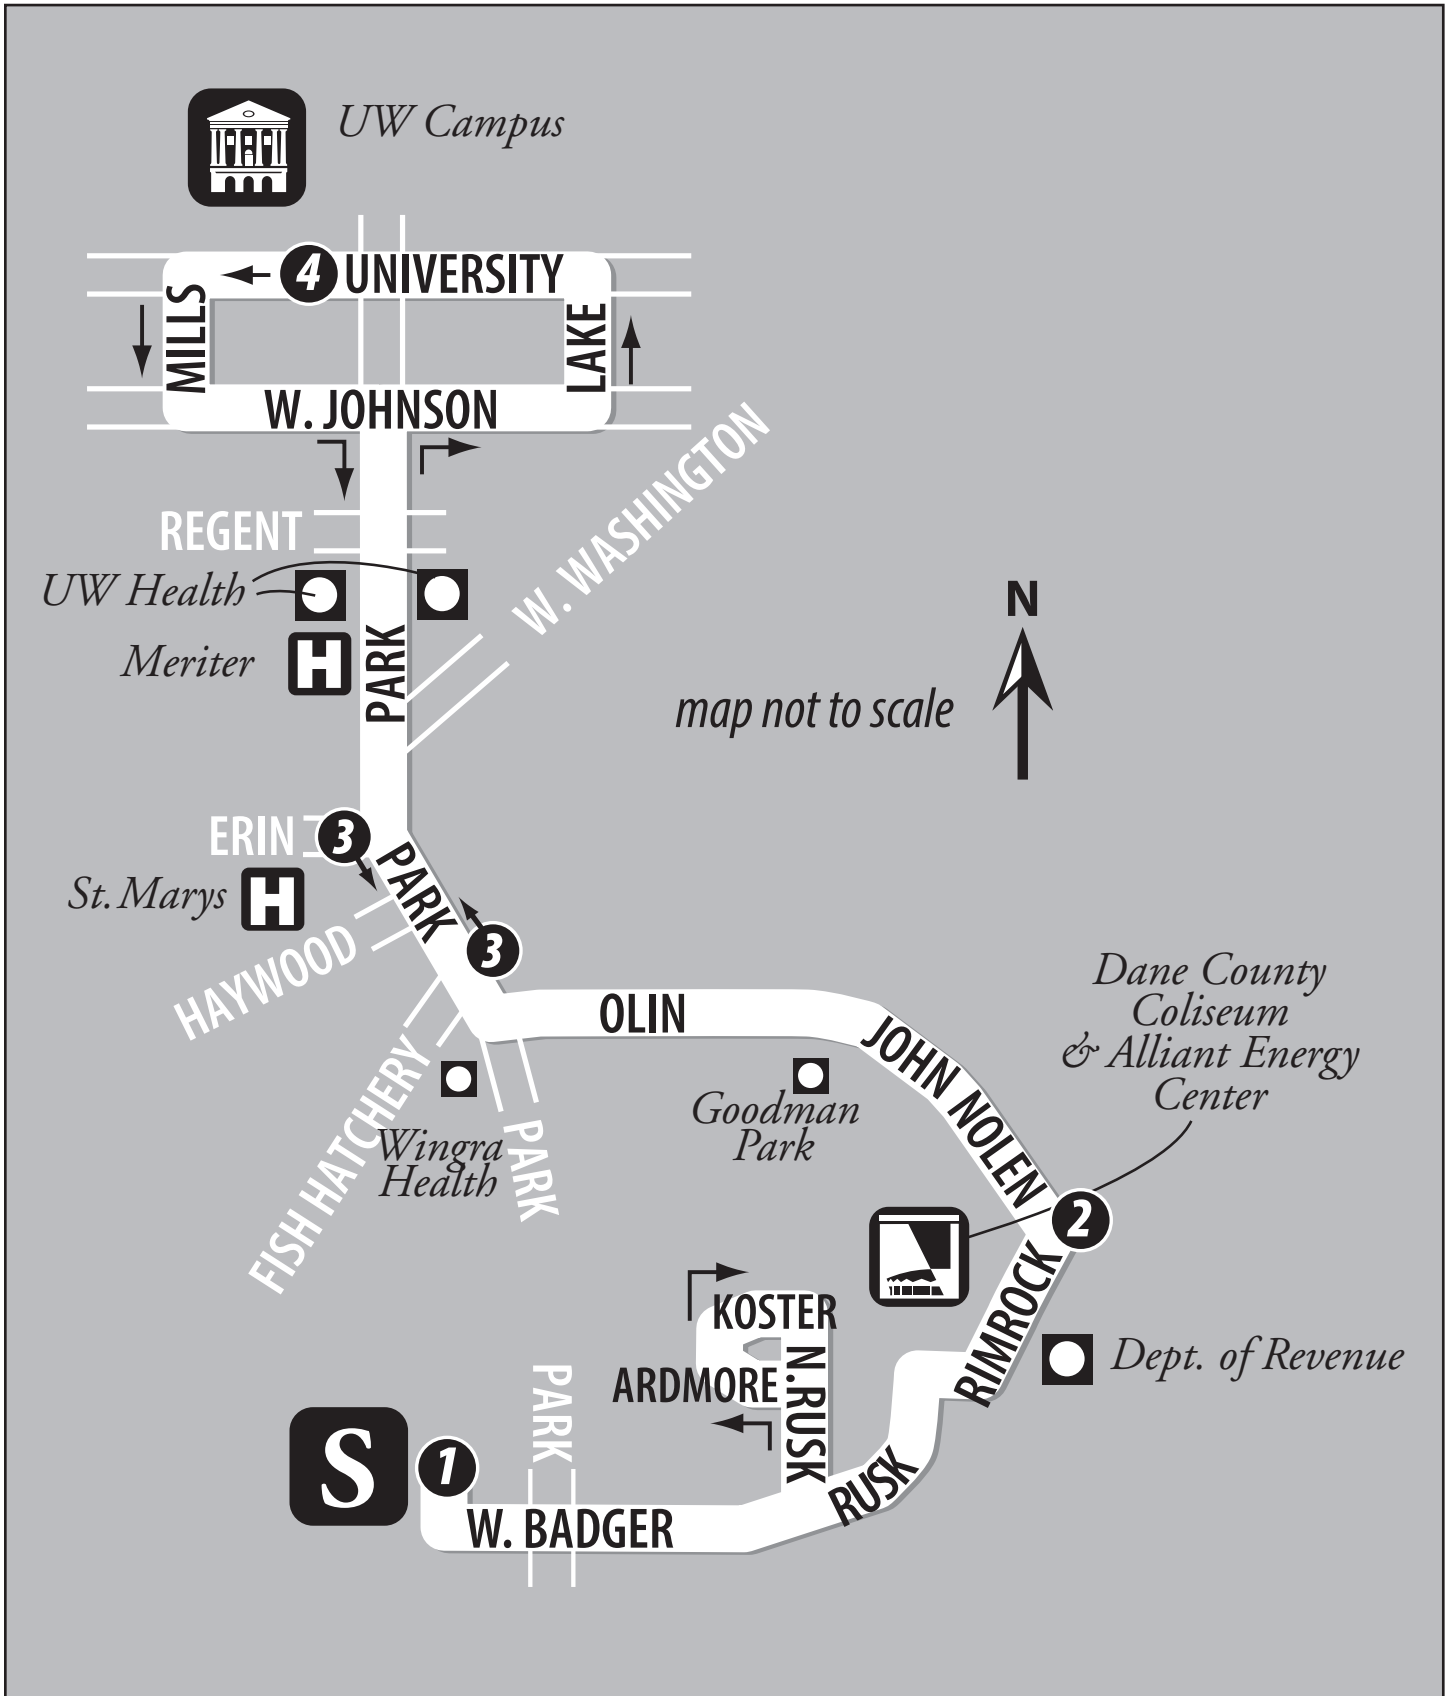 UW Campus
4
UNIVERSITY
MILLS
LAKE
W. JOHNSON
W. WASHINGTON
REGENT
UW Health
Meriter
H
PARK
N
map not to scale
ERIN
3
PARK
St. Marys
H
HAYWOOD
3
OLIN
JOHN NOLEN
Dane County
Coliseum
& Alliant Energy
Center
FISH HATCHERY
Wingra
Health
PARK
Goodman
Park
2
RIMROCK
KOSTER
ARDMORE
N.RUSK
Dept. of Revenue
PARK
S
1
RUSK
W. BADGER